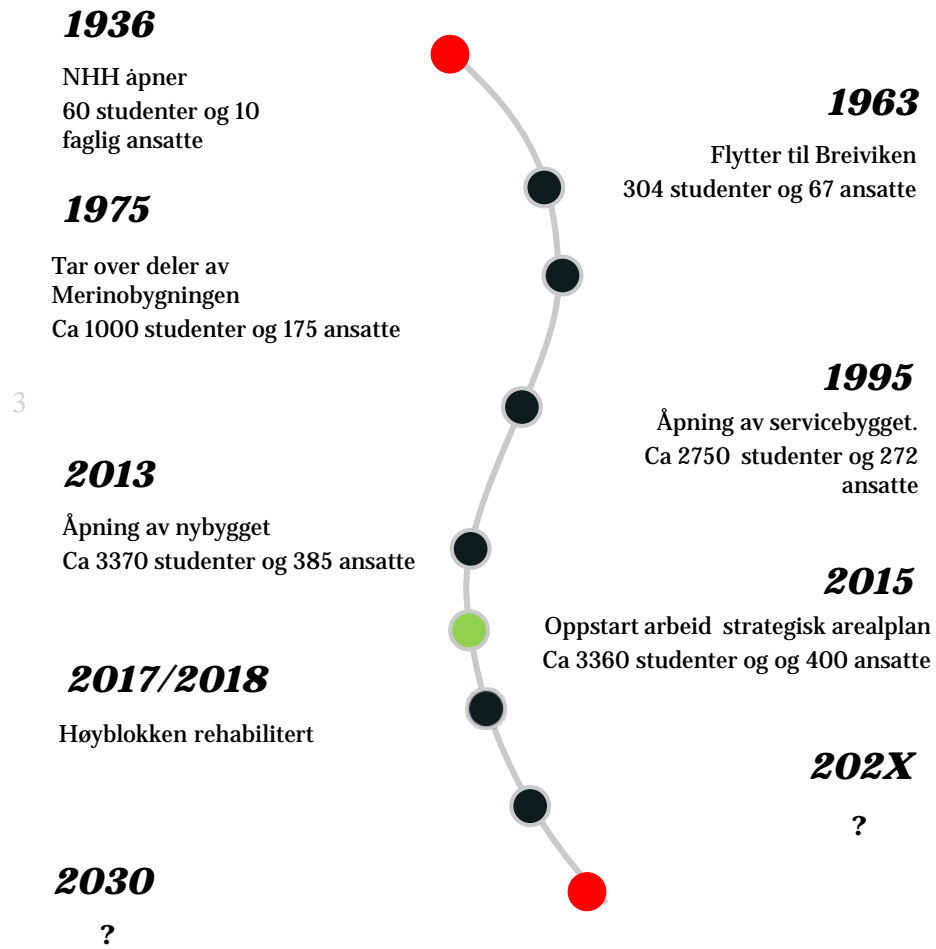 1936
NHH åpner
60 studenter og 10
faglig ansatte
1963
Flytter til Breiviken
304 studenter og 67 ansatte
1975
Tar over deler av
Merinobygningen
Ca 1000 studenter og 175 ansatte
1995
Åpning av servicebygget.
Ca 2750 studenter og 272
ansatte
3
2013
Åpning av nybygget
Ca 3370 studenter og 385 ansatte
2015
Oppstart arbeid strategisk arealplan
Ca 3360 studenter og og 400 ansatte
2017/2018
Høyblokken rehabilitert
202X
?
2030
?